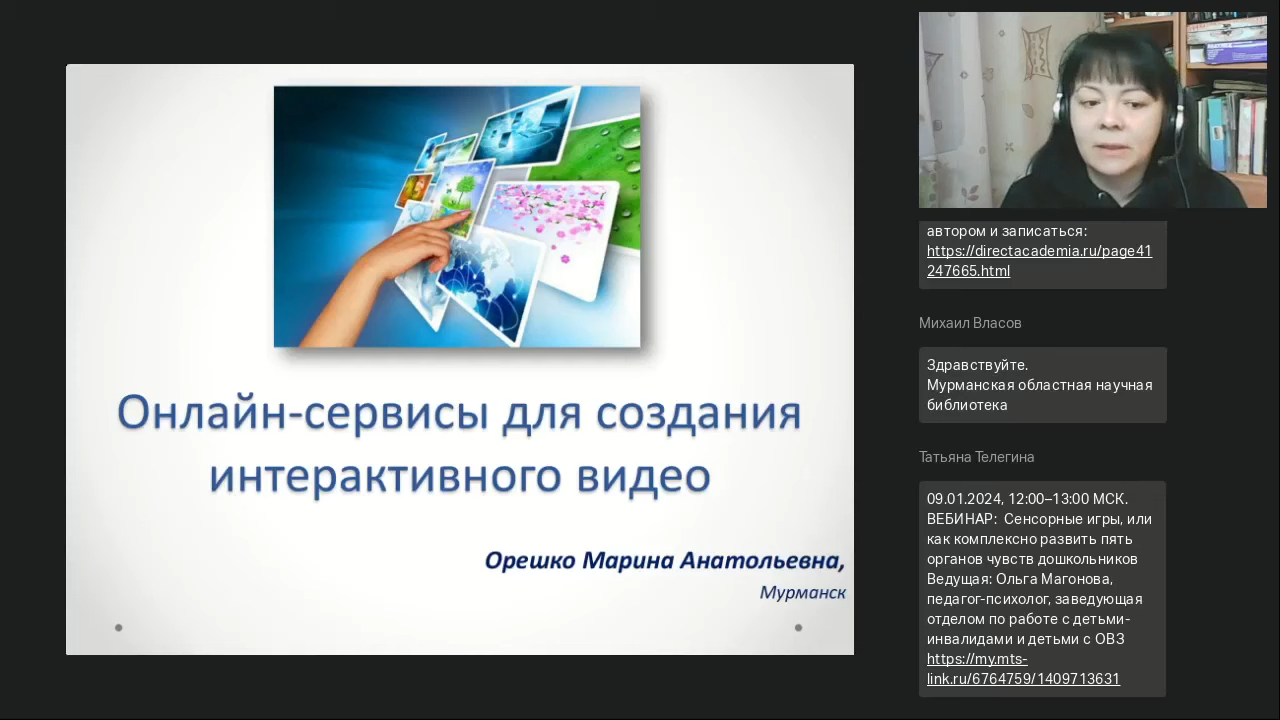 Онлайн-сервисы для создания
интерактивного видео
Орешко Марина Анатольевна,
Мурманск
автором и записаться:
https://directacademia.ru/page41
247665.html
Михаил Власов
Здравствуйте.
Мурманская областная научная
библиотека
Татьяна Телегина
09.01.2024, 12:00–13:00 МСК.
ВЕБИНАР:  Сенсорные игры, или
как комплексно развить пять
органов чувств дошкольников
Ведущая: Ольга Магонова,
педагог-психолог, заведующая
отделом по работе с детьми-
инвалидами и детьми с ОВЗ
https://my.mts-
link.ru/6764759/1409713631